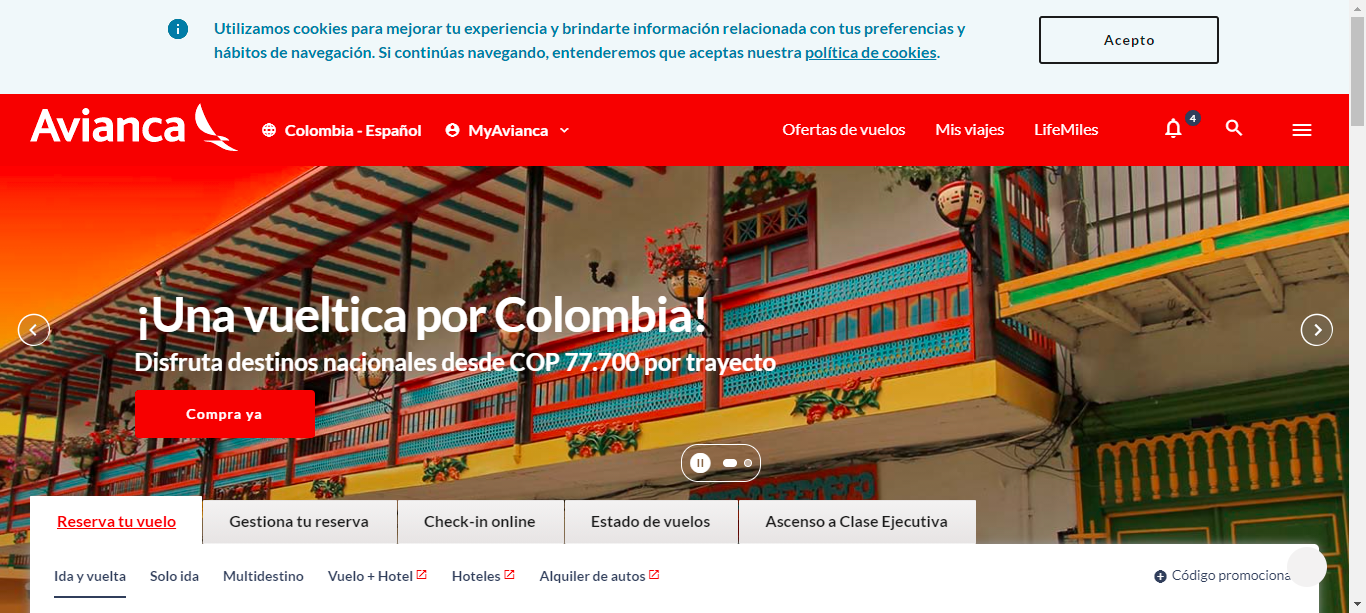 Utilizamos cookies para mejorar tu experiencia y brindarte información relacionada con tus preferencias y
hábitos de navegación. Si continúas navegando, entenderemos que aceptas nuestra política de cookies.
Acepto
Avianca
Colombia - Español
MyAvianca
Ofertas de vuelos
Mis viajes
LifeMiles
4
¡Una vueltica por Colombia!
Disfruta destinos nacionales desde COP 77.700 por trayecto
Compra ya
Reserva tu vuelo
Gestiona tu reserva
Check-in online
Estado de vuelos
Ascenso a Clase Ejecutiva
Ida y vuelta
Solo ida
Multidestino
Vuelo + Hotel
Hoteles
Alquiler de autos
Código promociona